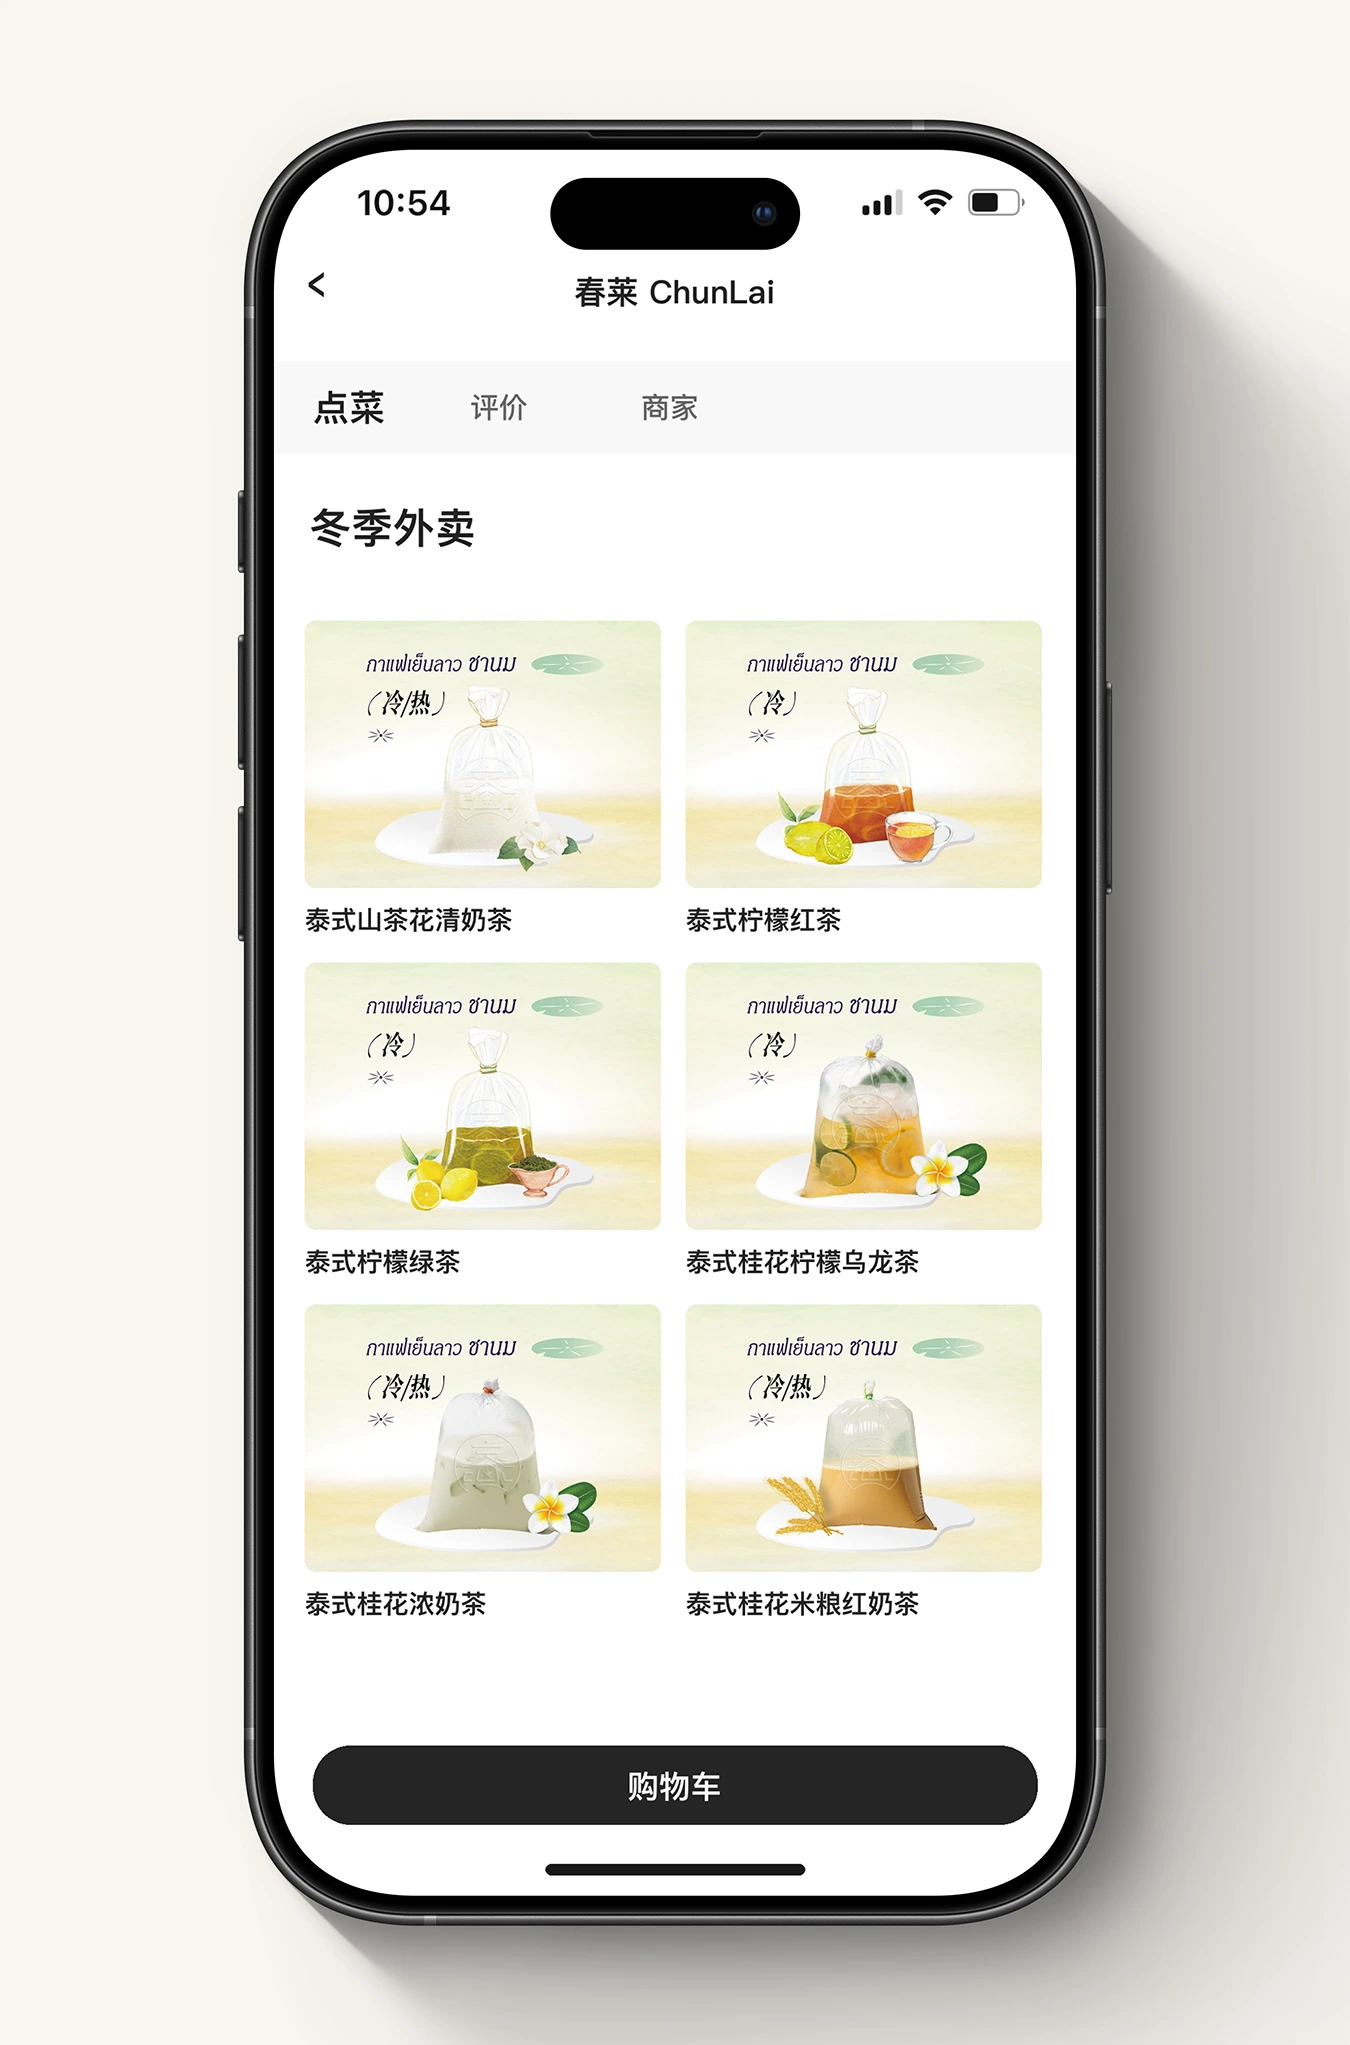 10:54
<
春莱 ChunLai
点菜 评价 商家
冬季外卖
กาแฟเย็นลาว ชานม
（冷/热）
泰式山茶花清奶茶
กาแฟเย็นลาว ชานม
（冷）
泰式柠檬红茶
กาแฟเย็นลาว ชานม
（冷）
泰式柠檬绿茶
กาแฟเย็นลาว ชานม
（冷）
泰式桂花柠檬乌龙茶
กาแฟเย็นลาว ชานม
（冷/热）
泰式桂花浓奶茶
กาแฟเย็นลาว ชานม
（冷/热）
泰式桂花米粮红奶茶
购物车